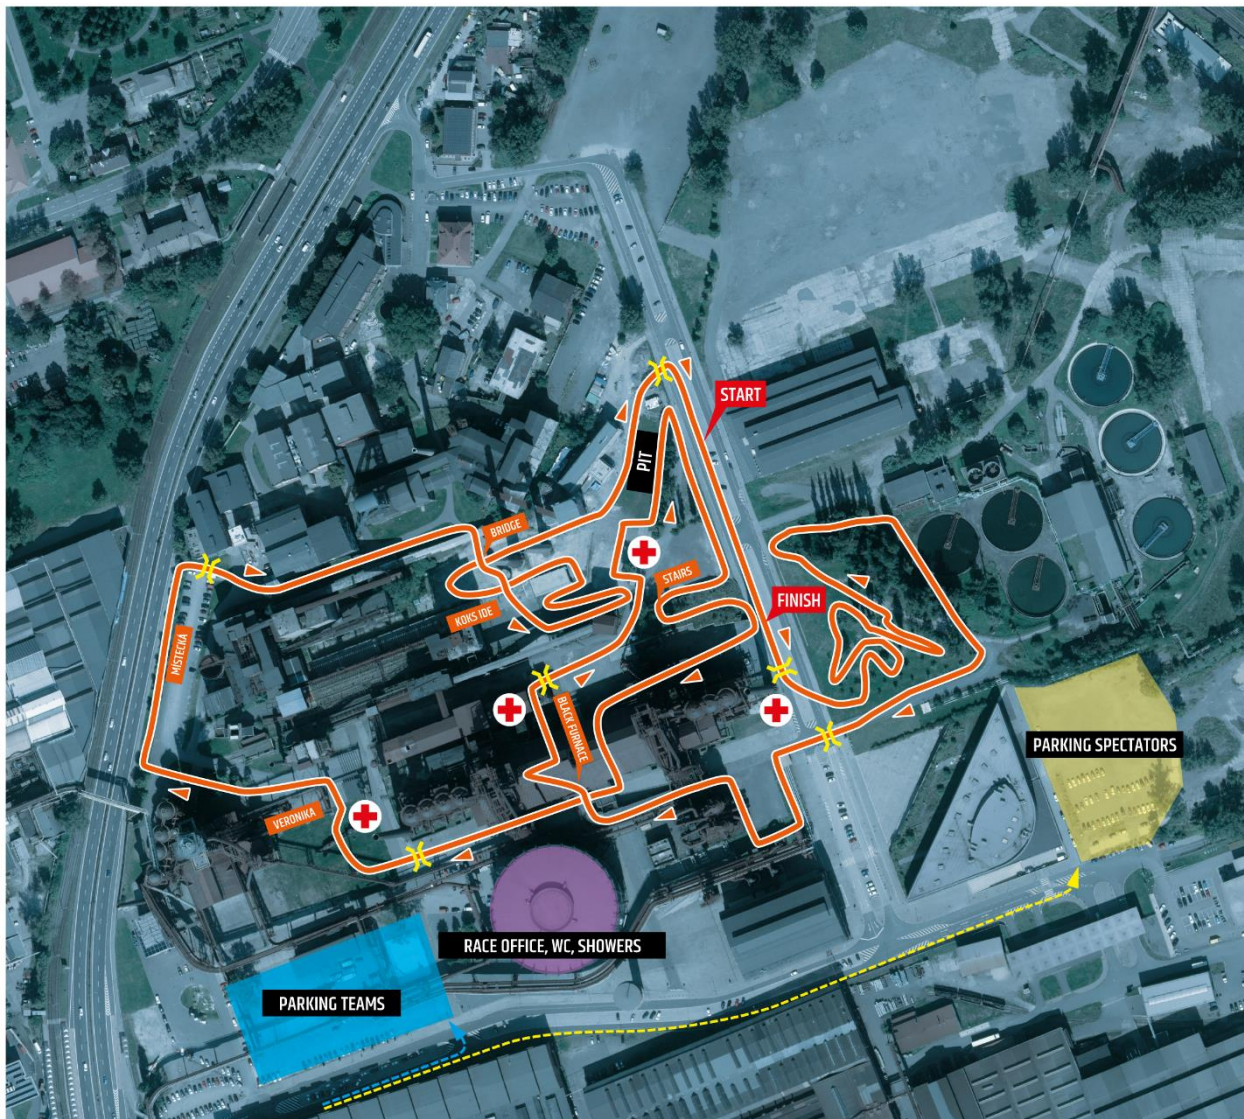 START
PIT
BRIDGE
STAIRS
FINISH
KOKS IDE
MISTECKA
BLACK FURNACE
PARKING SPECTATORS
VERONIKA
RACE OFFICE, WC, SHOWERS
PARKING TEAMS